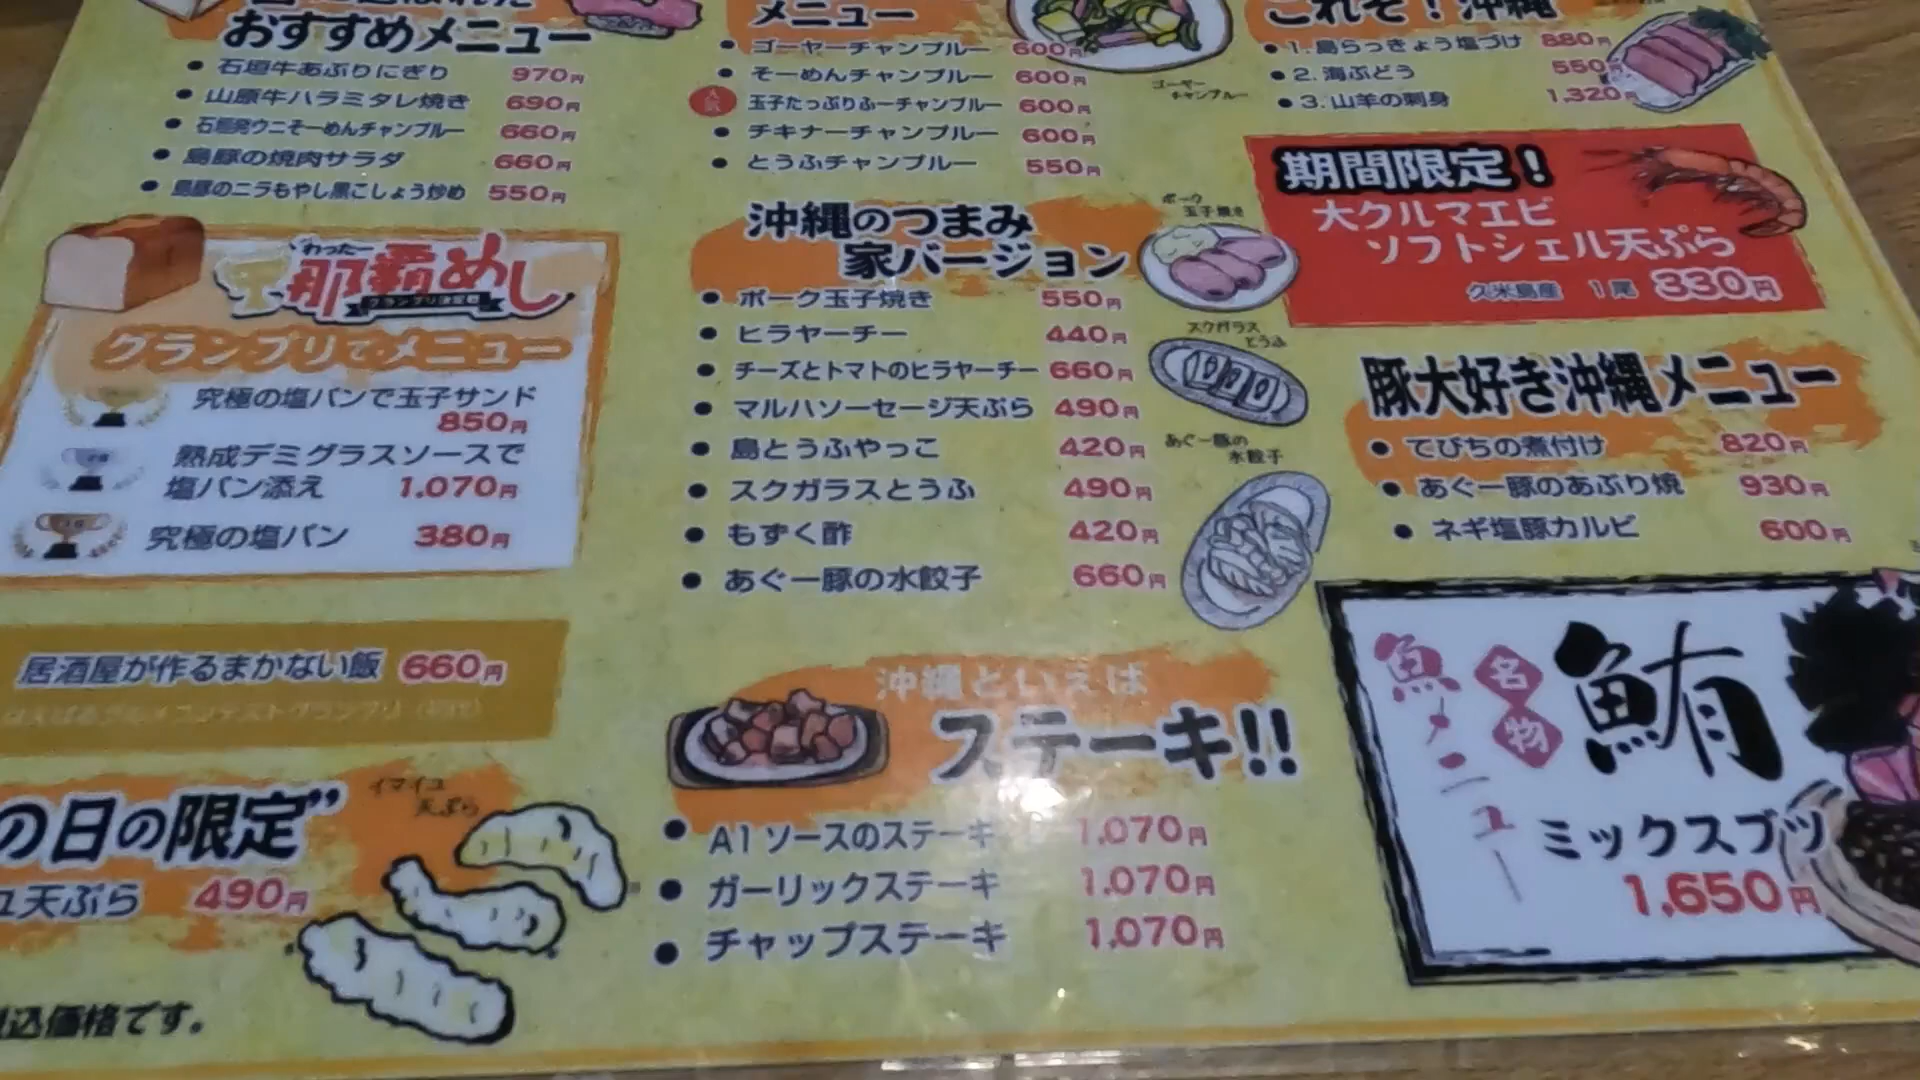 おすすめメニュー
石垣牛あぶりにぎり 970円
山原牛ハラミタレ焼き 690円
石垣発ウニそーめんチャンプルー 660円
島豚の焼肉サラダ 660円
島豚のニラもやし黒こしょう炒め 550円
わったー
那覇めし
グランプリ決定戦
グランプリでメニュー
究極の塩パンで玉子サンド
850円
熟成デミグラスソースで
塩パン添え 1,070円
究極の塩パン 380円
居酒屋が作るまかない飯 660円
の日の限定”
イマイユ
天ぷら
ユ天ぷら 490円
込価格です。
メニュー
ゴーヤーチャンプルー 600円
そーめんチャンプルー 600円
人気 玉子たっぷりふーチャンプルー 600円
チキナーチャンプルー 600円
とうふチャンプルー 550円
ゴーヤー
チャンプルー
沖縄のつまみ
家バージョン
ポーク
玉子焼き
ポーク玉子焼き 550円
ヒラヤーチー 440円
チーズとトマトのヒラヤーチー 660円
マルハソーセージ天ぷら 490円
島とうふやっこ 420円
スクガラスとうふ 490円
もずく酢 420円
あぐー豚の水餃子 660円
スクガラス
とうふ
あぐー豚の
水餃子
沖縄といえば
ステーキ!!
A1ソースのステーキ 1,070円
ガーリックステーキ 1,070円
チャップステーキ 1,070円
これぞ！沖縄
1.島らっきょう塩づけ 880円
2.海ぶどう 550円
3.山羊の刺身 1,320円
期間限定！
大クルマエビ
ソフトシェル天ぷら
久米島産 1尾 330円
豚大好き沖縄メニュー
てびちの煮付け 820円
あぐー豚のあぶり焼 930円
ネギ塩豚カルビ 600円
魚メニュー
名物
鮪
ミックスブツ
1,650円